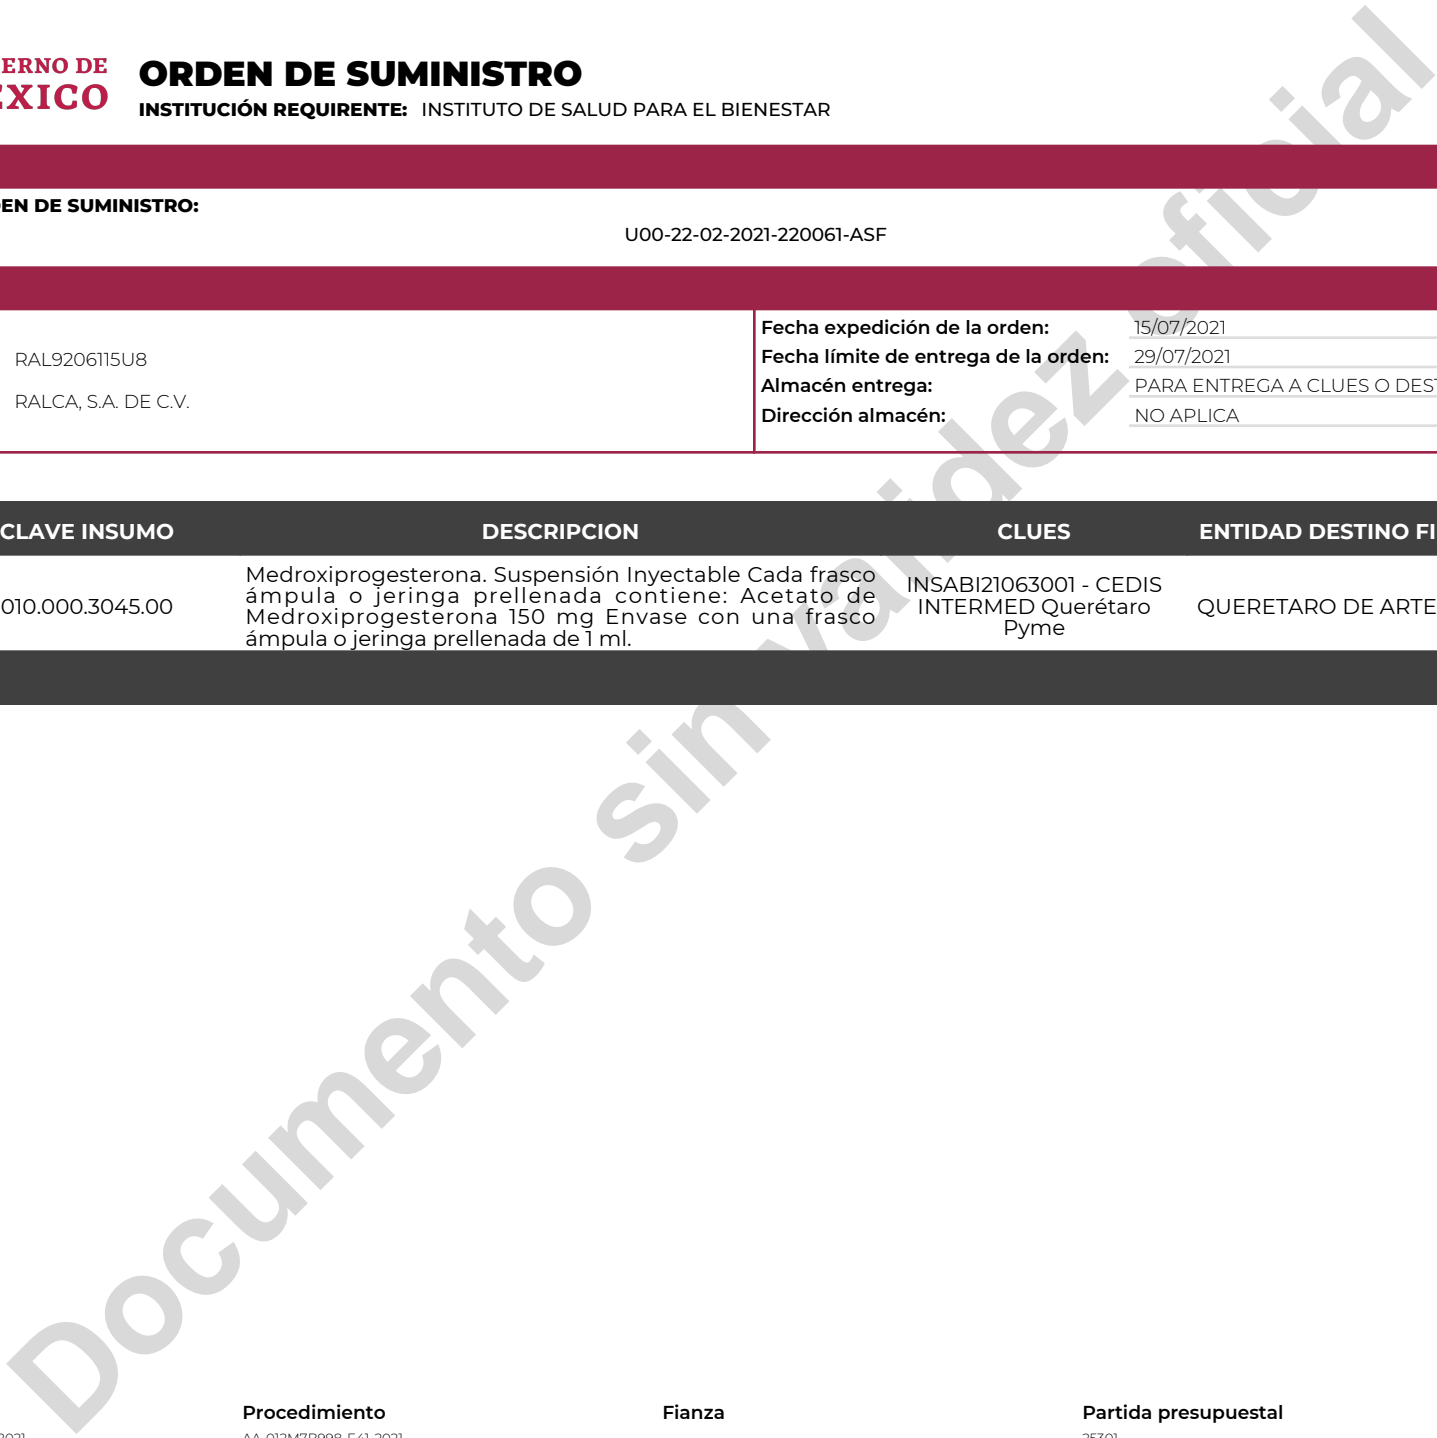 ERNO DE
ORDEN DE SUMINISTRO
INSTITUCIÓN REQUIRENTE: INSTITUTO DE SALUD PARA EL BIENESTAR
EN DE SUMINISTRO:
U00-22-02-2021-220061-ASF
RAL9206115U8
RALCA, S.A. DE C.V.
Fecha expedición de la orden: 15/07/2021
Fecha límite de entrega de la orden: 29/07/2021
Almacén entrega: PARA ENTREGA A CLUES O DES
Dirección almacén: NO APLICA
CLAVE INSUMO DESCRIPCION CLUES ENTIDAD DESTINO FI
010.000.3045.00
Medroxiprogesterona. Suspensión Inyectable Cada frasco
ámpula o jeringa prellenada contiene: Acetato de
Medroxiprogesterona 150 mg Envase con una frasco
ámpula o jeringa prellenada de 1 ml.
INSABI21063001 - CEDIS
INTERMED Querétaro
Pyme
QUERETARO DE ARTE
Documento sin validez oficial
Procedimiento Fianza Partida presupuestal